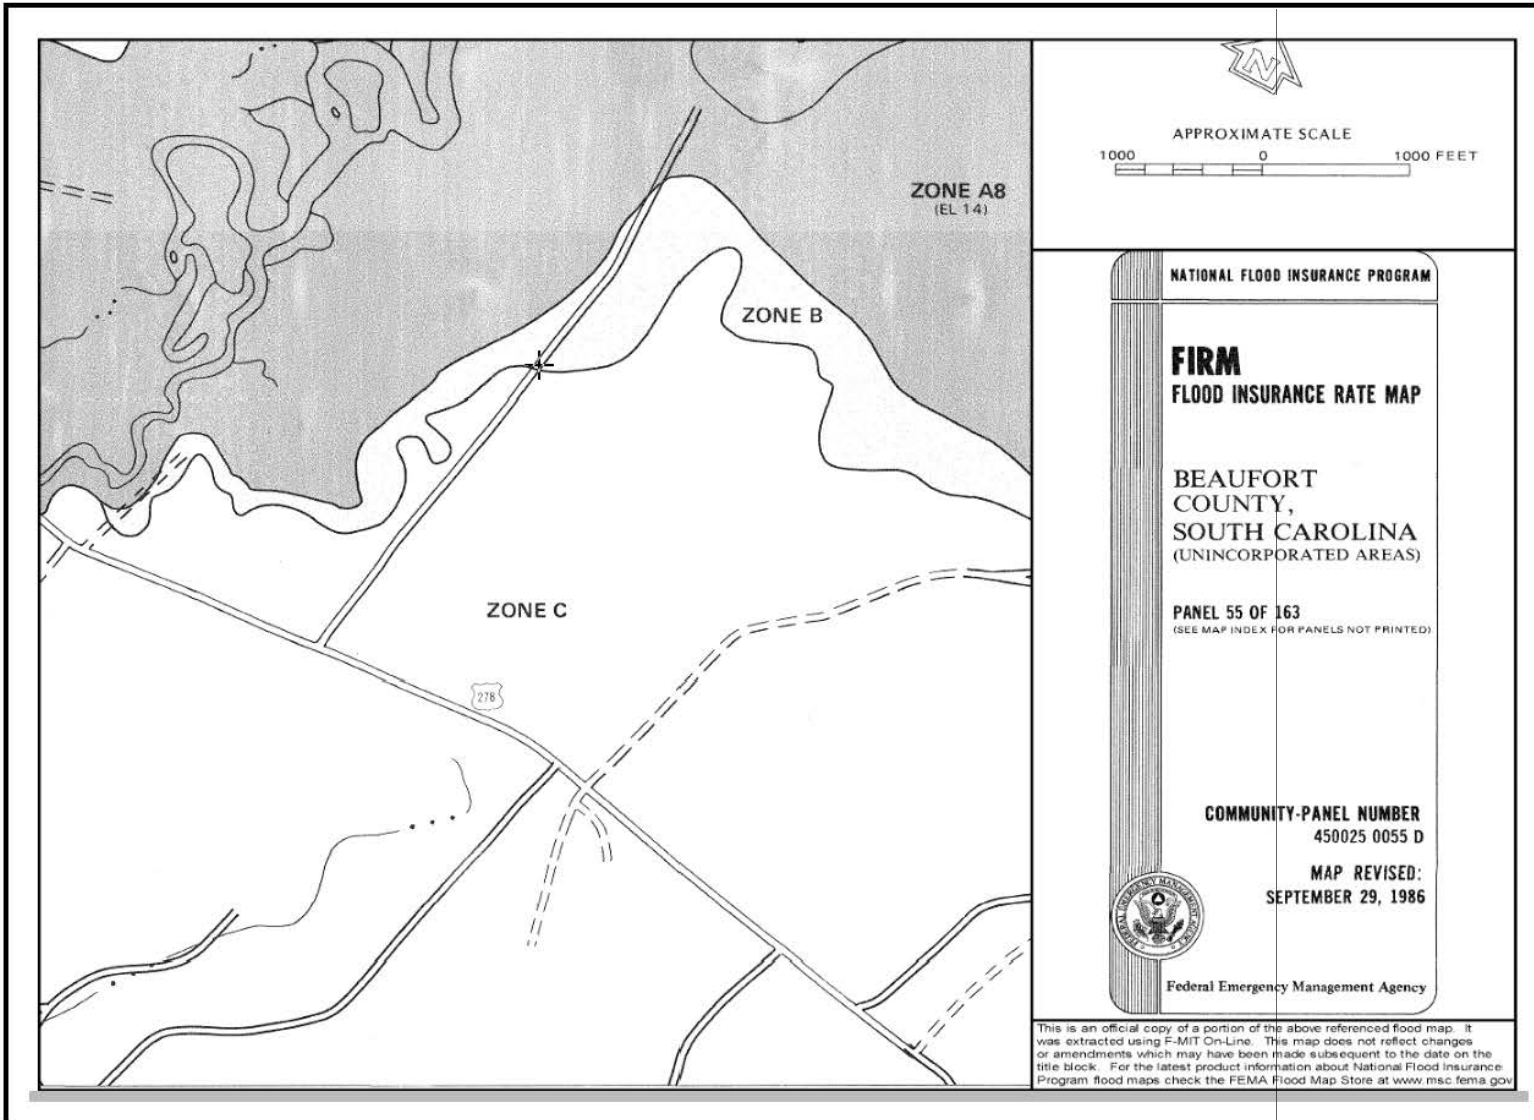 N
APPROXIMATE SCALE
1000 0 1000 FEET
ZONE A8
(EL 14)
ZONE B
ZONE C
278
NATIONAL FLOOD INSURANCE PROGRAM
FIRM
FLOOD INSURANCE RATE MAP
BEAUFORT
COUNTY,
SOUTH CAROLINA
(UNINCORPORATED AREAS)
PANEL 55 OF 163
(SEE MAP INDEX FOR PANELS NOT PRINTED)
COMMUNITY-PANEL NUMBER
450025 0055 D
MAP REVISED:
SEPTEMBER 29, 1986
FEDERAL EMERGENCY MANAGEMENT AGENCY
Federal Emergency Management Agency
This is an official copy of a portion of the above referenced flood map. It
was extracted using F-MIT On-Line. This map does not reflect changes
or amendments which may have been made subsequent to the date on the
title block. For the latest product information about National Flood Insurance
Program flood maps check the FEMA Flood Map Store at www.msc.fema.gov